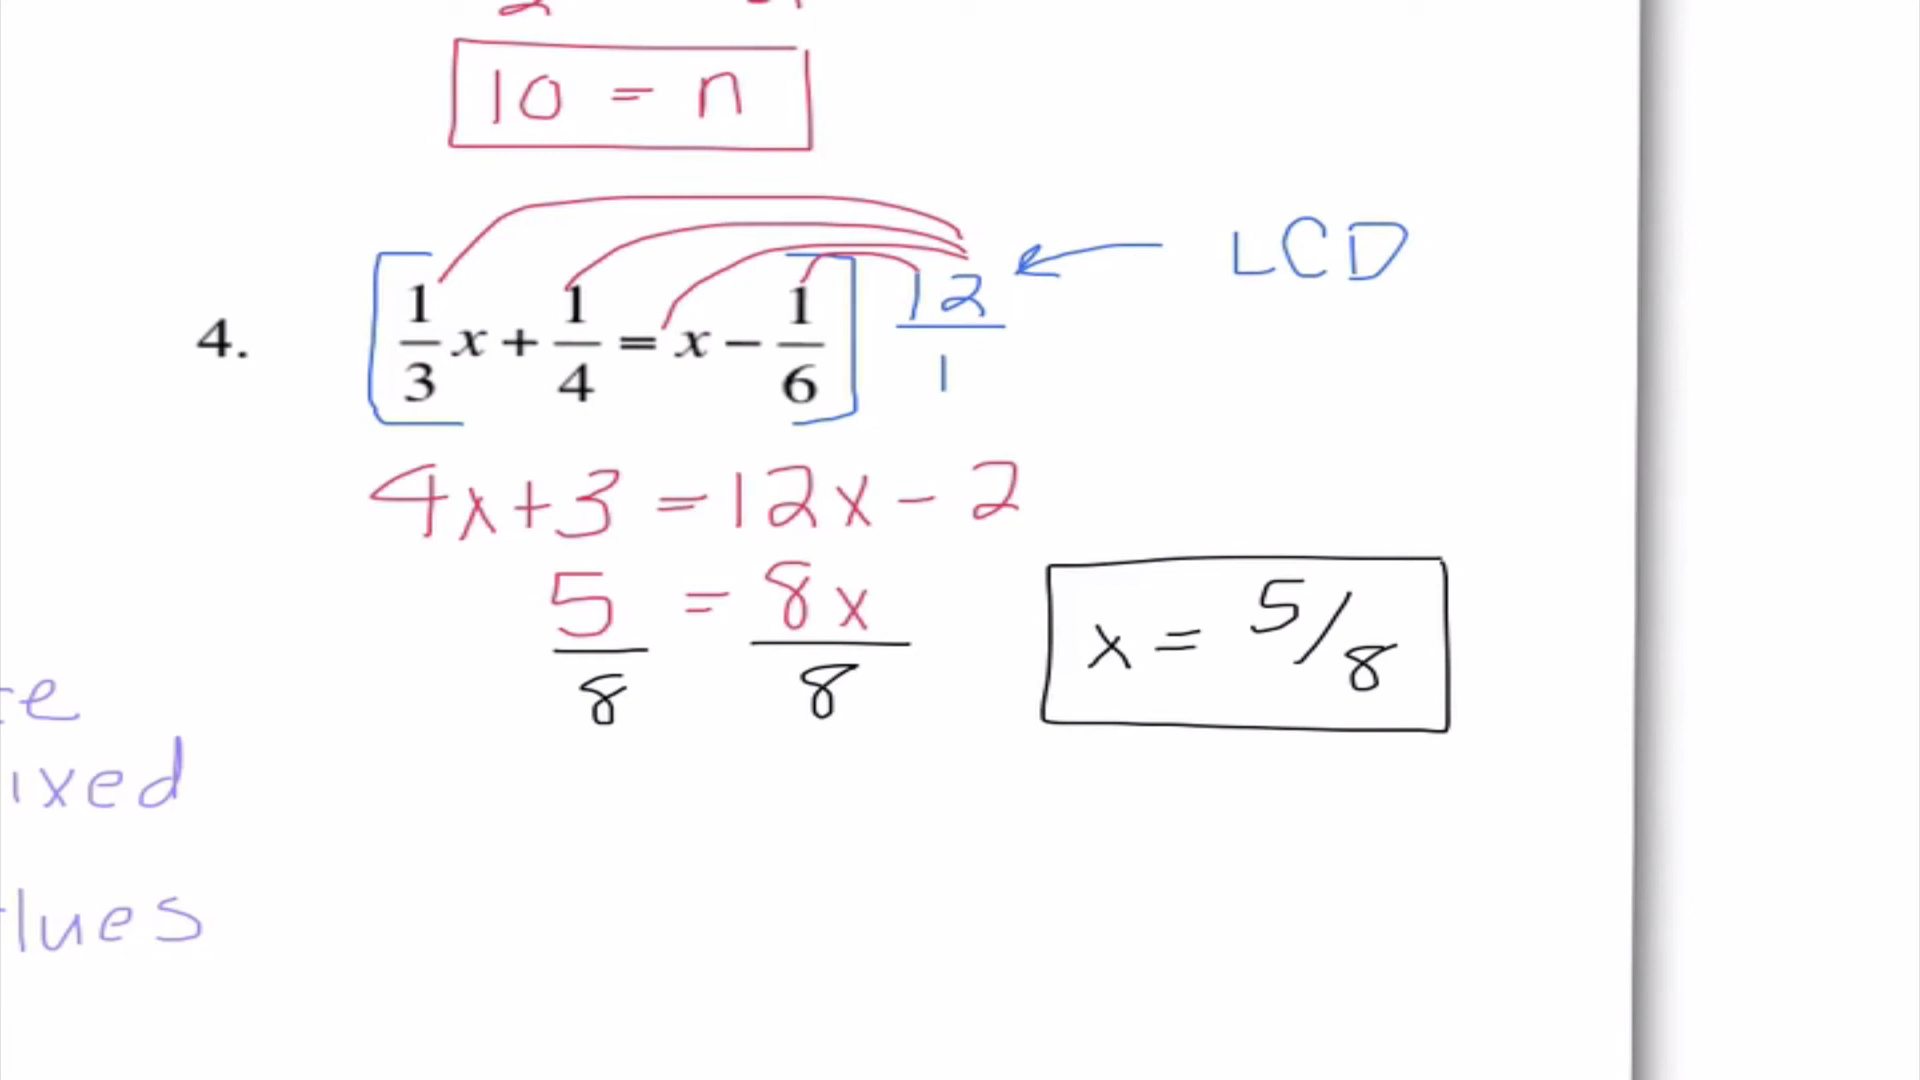 10 = n
LCD
4. [1/3 x + 1/4 = x - 1/6] 12/1
4x+3 = 12x - 2
5/8 = 8x/8
x = 5/8
ixed